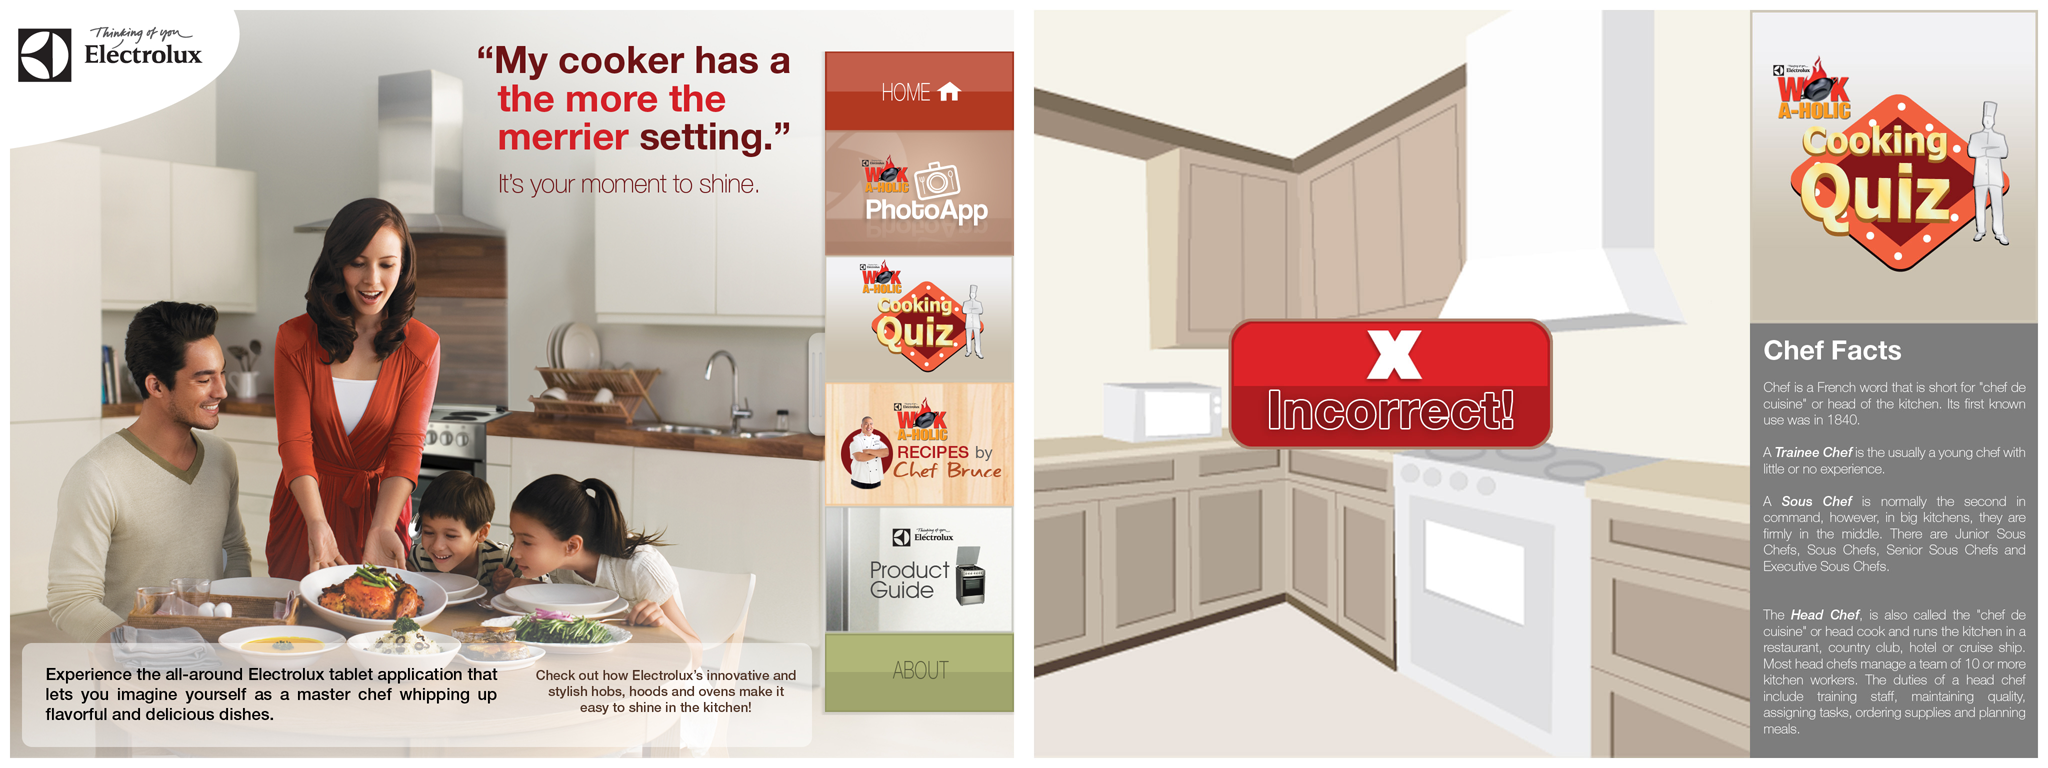 Thinking of you
Electrolux
“My cooker has a
the more the
merrier setting.”
It's your moment to shine.
HOME
Electrolux
WOK
A-HOLIC
PhotoApp
Electrolux
WOK
A-HOLIC
Cooking
Quiz
Electrolux
WOK
A-HOLIC
RECIPES by
Chef Bruce
Thinking of you
Electrolux
Product
Guide
ABOUT
Experience the all-around Electrolux tablet application that
lets you imagine yourself as a master chef whipping up
flavorful and delicious dishes.
Check out how Electrolux's innovative and
stylish hobs, hoods and ovens make it
easy to shine in the kitchen!
X
Incorrect!
Electrolux
WOK
A-HOLIC
Cooking
Quiz
Chef Facts
Chef is a French word that is short for "chef de
cuisine" or head of the kitchen. Its first known
use was in 1840.
A Trainee Chef is the usually a young chef with
little or no experience.
A Sous Chef is normally the second in
command, however, in big kitchens, they are
firmly in the middle. There are Junior Sous
Chefs, Sous Chefs, Senior Sous Chefs and
Executive Sous Chefs.
The Head Chef, is also called the "chef de
cuisine" or head cook and runs the kitchen in a
restaurant, country club, hotel or cruise ship.
Most head chefs manage a team of 10 or more
kitchen workers. The duties of a head chef
include training staff, maintaining quality,
assigning tasks, ordering supplies and planning
meals.